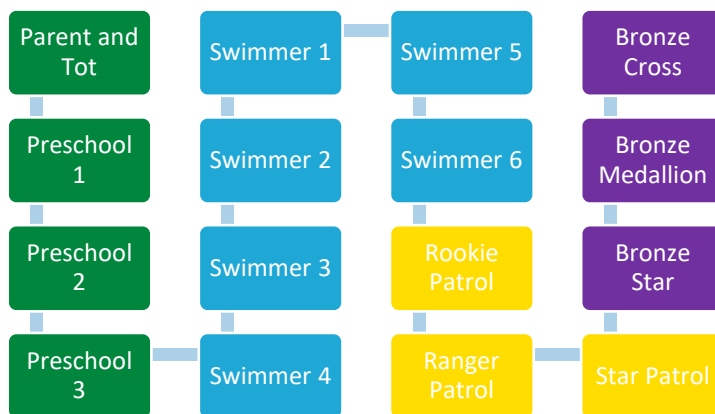 Parent and
Tot
Preschool
1
Preschool
2
Preschool
3
Swimmer 1
Swimmer 2
Swimmer 3
Swimmer 4
Swimmer 5
Swimmer 6
Rookie
Patrol
Ranger
Patrol
Bronze
Cross
Bronze
Medallion
Bronze
Star
Star Patrol